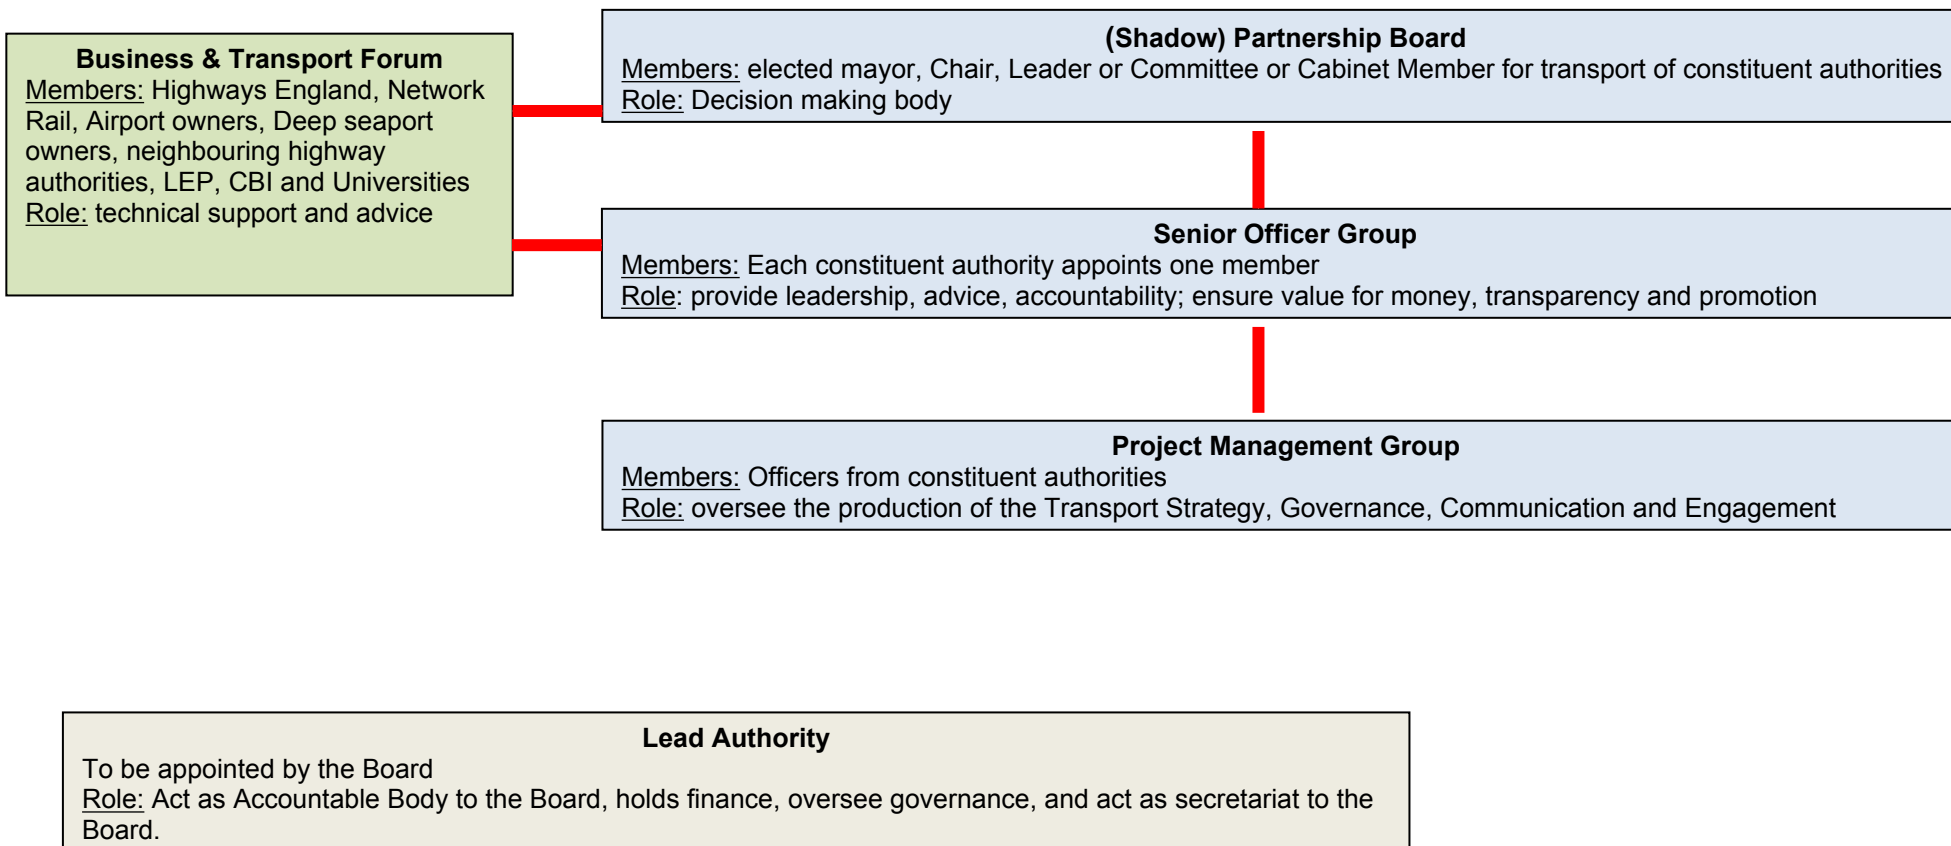 Business & Transport Forum
Members: Highways England, Network
Rail, Airport owners, Deep seaport
owners, neighbouring highway
authorities, LEP, CBI and Universities
Role: technical support and advice
(Shadow) Partnership Board
Members: elected mayor, Chair, Leader or Committee or Cabinet Member for transport of constituent authorities
Role: Decision making body
Senior Officer Group
Members: Each constituent authority appoints one member
Role: provide leadership, advice, accountability; ensure value for money, transparency and promotion
Project Management Group
Members: Officers from constituent authorities
Role: oversee the production of the Transport Strategy, Governance, Communication and Engagement
Lead Authority
To be appointed by the Board
Role: Act as Accountable Body to the Board, holds finance, oversee governance, and act as secretariat to the
Board.